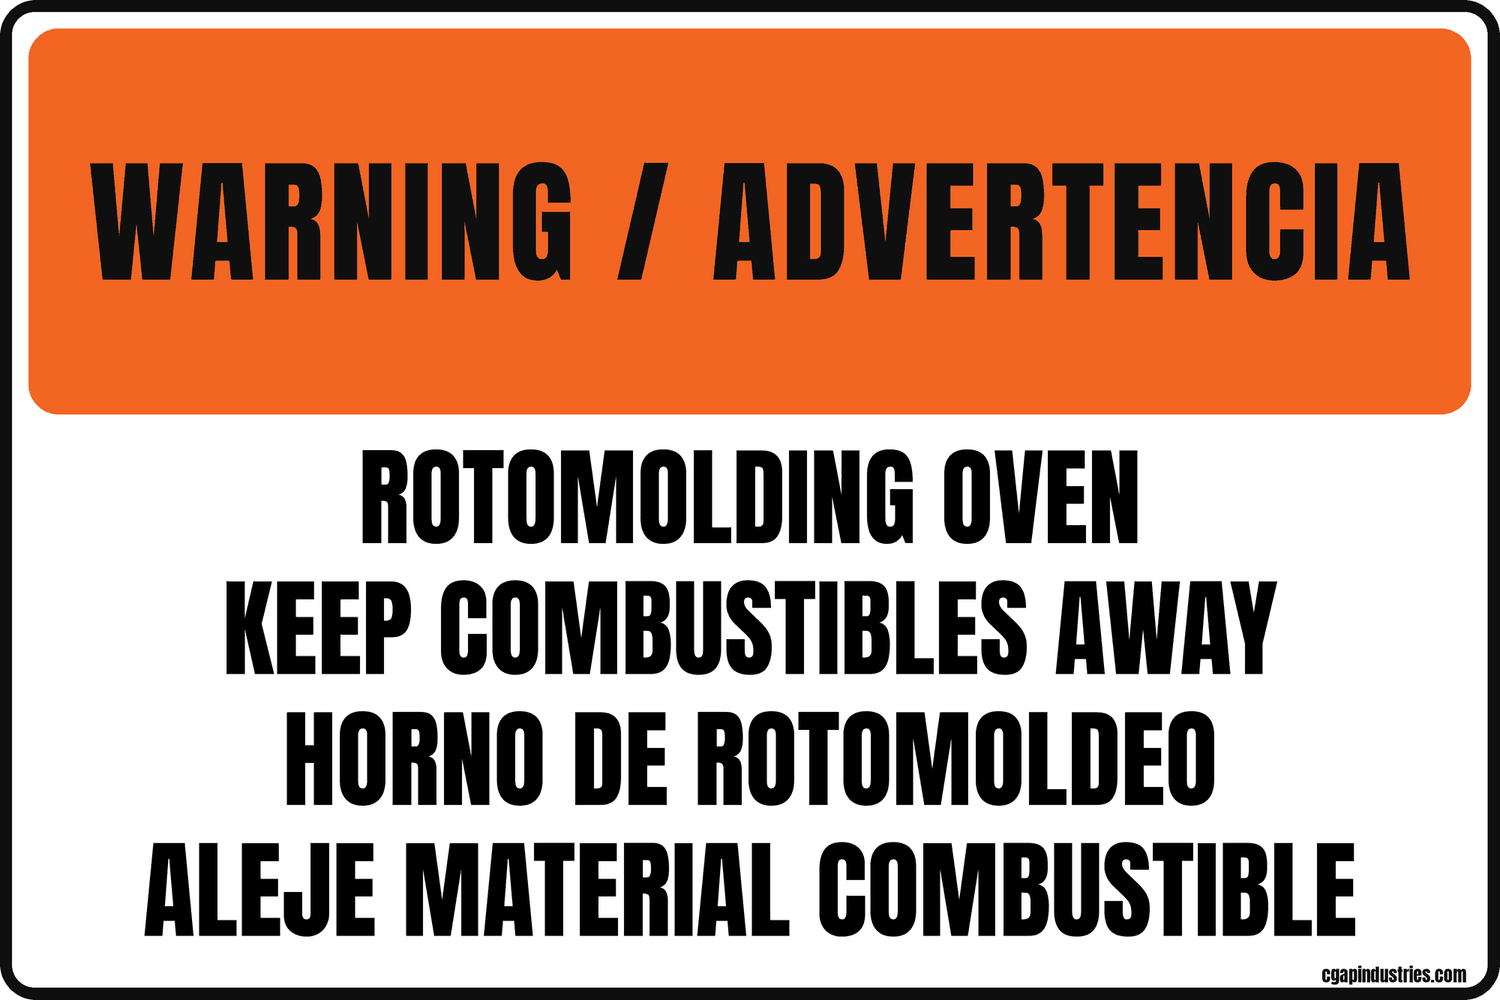 WARNING / ADVERTENCIA
ROTOMOLDING OVEN
KEEP COMBUSTIBLES AWAY
HORNO DE ROTOMOLDEO
ALEJE MATERIAL COMBUSTIBLE
cgapindustries.com